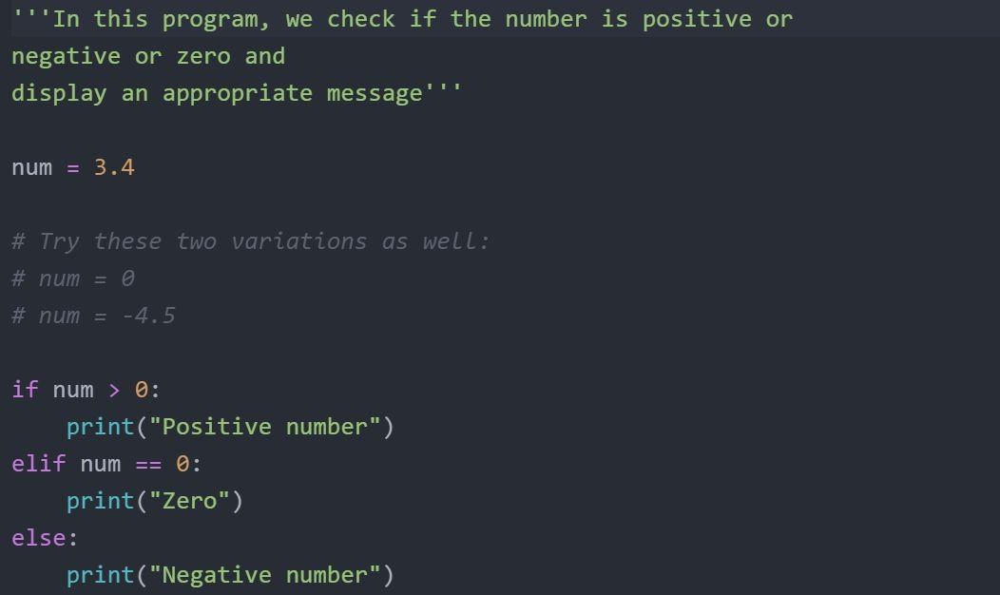 '''In this program, we check if the number is positive or
negative or zero and
display an appropriate message'''

num = 3.4

# Try these two variations as well:
# num = 0
# num = -4.5

if num > 0:
    print("Positive number")
elif num == 0:
    print("Zero")
else:
    print("Negative number")